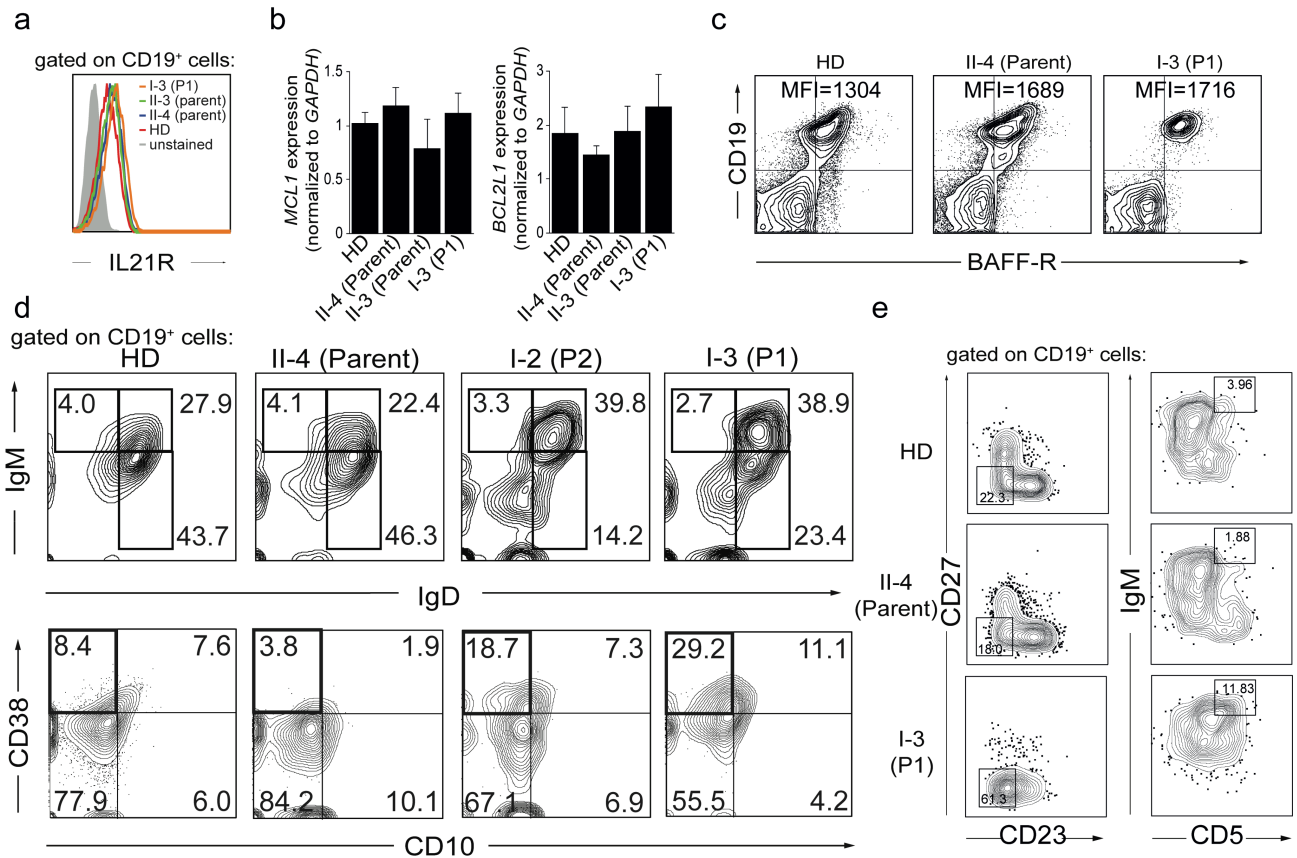 a
gated on CD19⁺ cells:
I-3 (P1)
II-3 (parent)
II-4 (parent)
HD
unstained
IL21R
b
MCL1 expression
(normalized to GAPDH)
1.5
1
0.5
0
HD
II-4 (Parent)
II-3 (Parent)
I-3 (P1)
BCL2L1 expression
(normalized to GAPDH)
3
2
1
0
HD
II-4 (Parent)
II-3 (Parent)
I-3 (P1)
c
HD
II-4 (Parent)
I-3 (P1)
MFI=1304
MFI=1689
MFI=1716
CD19
BAFF-R
d
gated on CD19⁺ cells:
HD
II-4 (Parent)
I-2 (P2)
I-3 (P1)
IgM
4.0
27.9
43.7
4.1
22.4
46.3
3.3
39.8
14.2
2.7
38.9
23.4
IgD
CD38
8.4
7.6
77.9
6.0
3.8
1.9
84.2
10.1
18.7
7.3
67.1
6.9
29.2
11.1
55.5
4.2
CD10
e
gated on CD19⁺ cells:
HD
II-4
(Parent)
I-3
(P1)
CD27
22.3
18.0
61.3
CD23
IgM
3.96
1.88
11.83
CD5